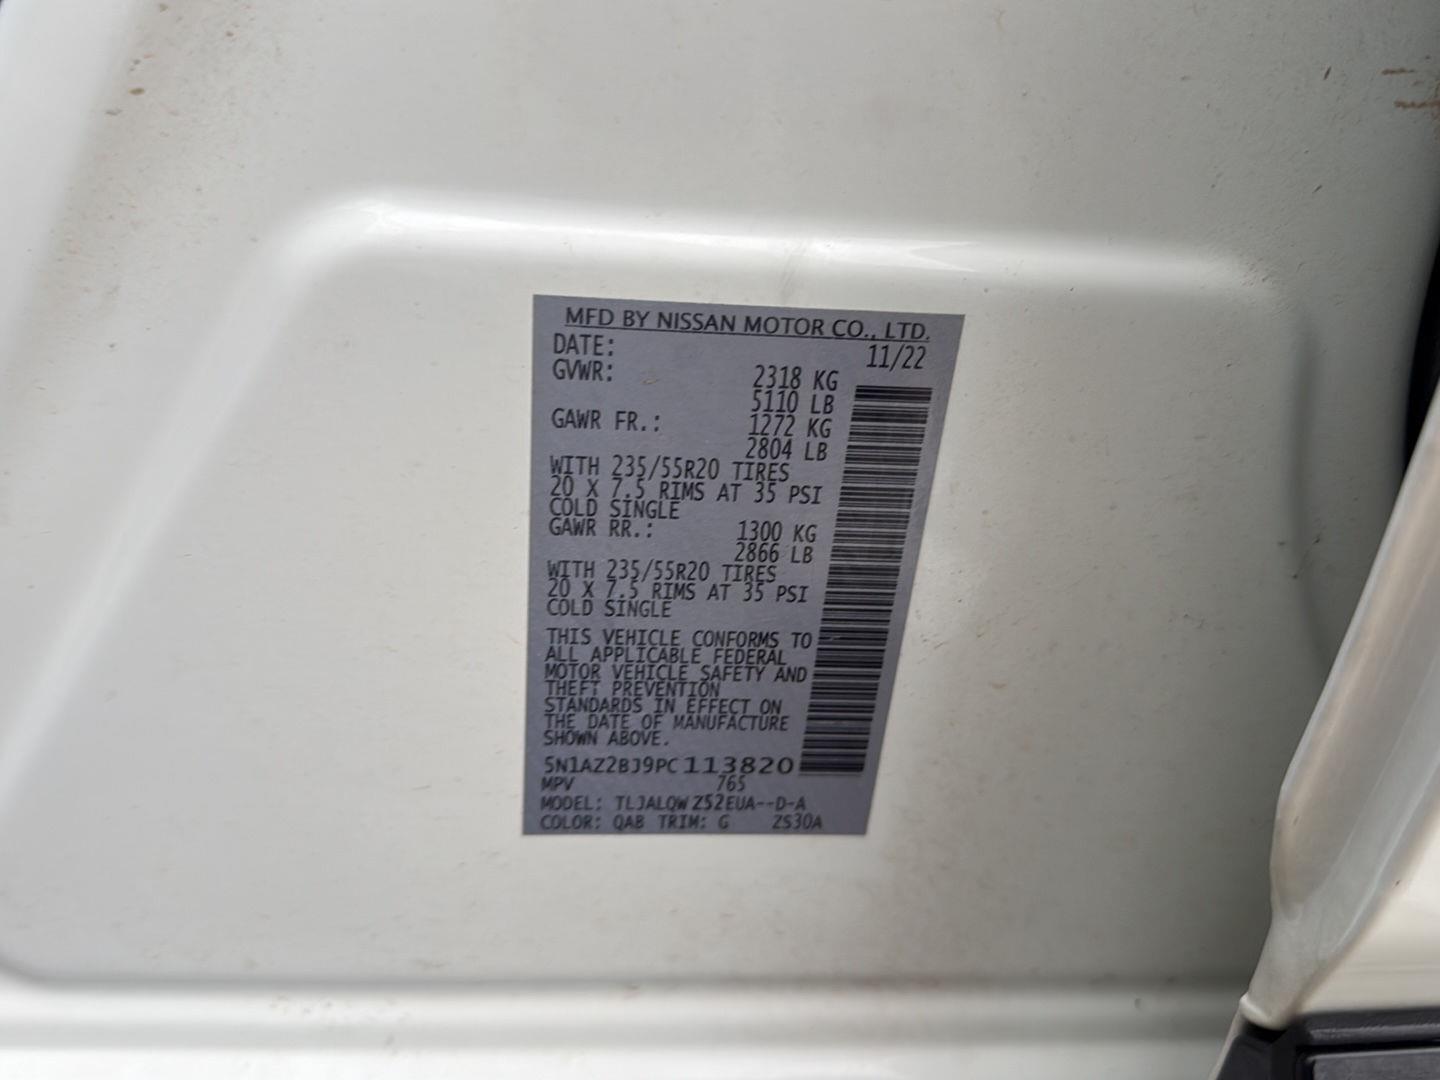 MFD BY NISSAN MOTOR CO., LTD.
DATE: 11/22
GVWR: 2318 KG
5110 LB
GAWR FR.: 1272 KG
2804 LB
WITH 235/55R20 TIRES
20 X 7.5 RIMS AT 35 PSI
COLD SINGLE
GAWR RR.: 1300 KG
2866 LB
WITH 235/55R20 TIRES
20 X 7.5 RIMS AT 35 PSI
COLD SINGLE
THIS VEHICLE CONFORMS TO
ALL APPLICABLE FEDERAL
MOTOR VEHICLE SAFETY AND
THEFT PREVENTION
STANDARDS IN EFFECT ON
THE DATE OF MANUFACTURE
SHOWN ABOVE.
5N1AZ2BJ9PC113820
MPV 765
MODEL: TLJALQW Z52EUA--D-A
COLOR: QAB TRIM: G ZS30A